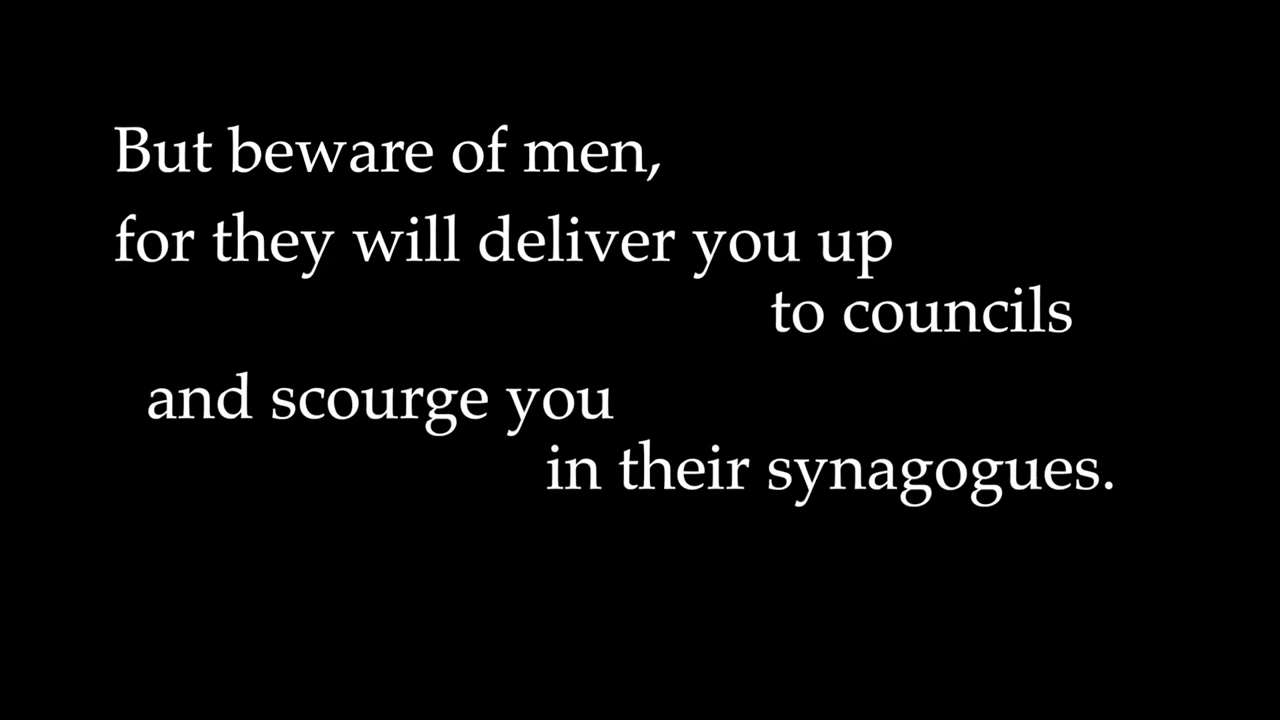 But beware of men,
for they will deliver you up
to councils
and scourge you
in their synagogues.